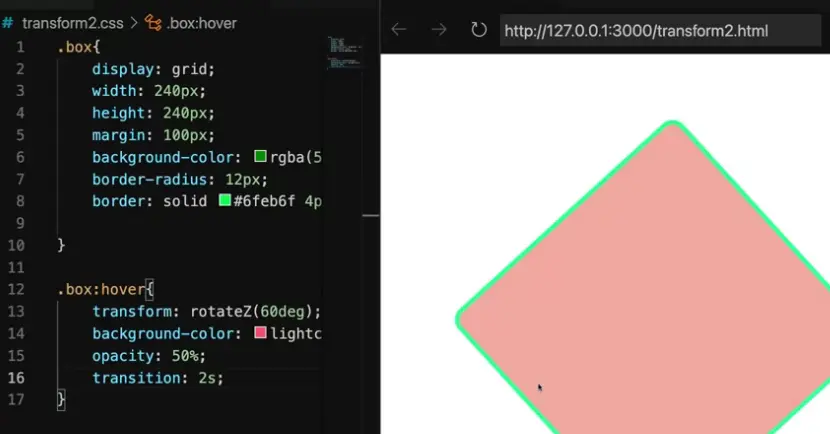 # transform2.css > .box:hover
http://127.0.0.1:3000/transform2.html
1 .box{
2 display: grid;
3 width: 240px;
4 height: 240px;
5 margin: 100px;
6 background-color: rgba(5
7 border-radius: 12px;
8 border: solid #6feb6f 4p
9
10 }
11
12 .box:hover{
13 transform: rotateZ(60deg);
14 background-color: lightc
15 opacity: 50%;
16 transition: 2s;
17 }